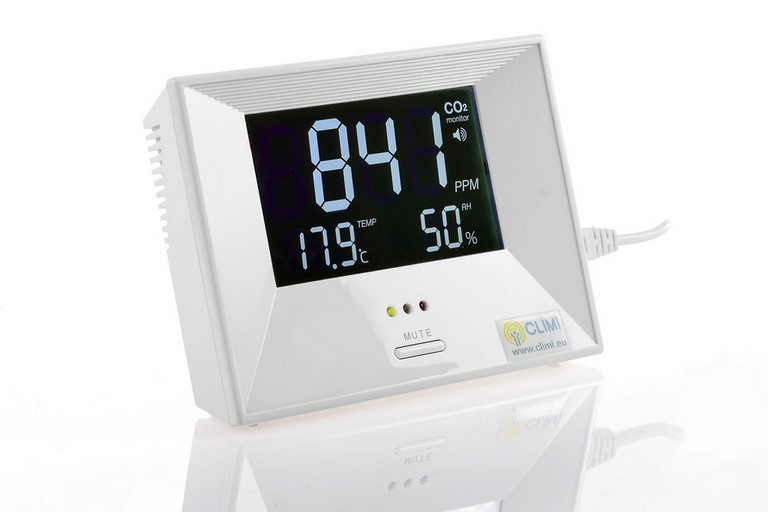 841
CO₂
monitor
PPM
17.9 TEMP °C
50 RH %
MUTE
CLIMI
www.climi.eu